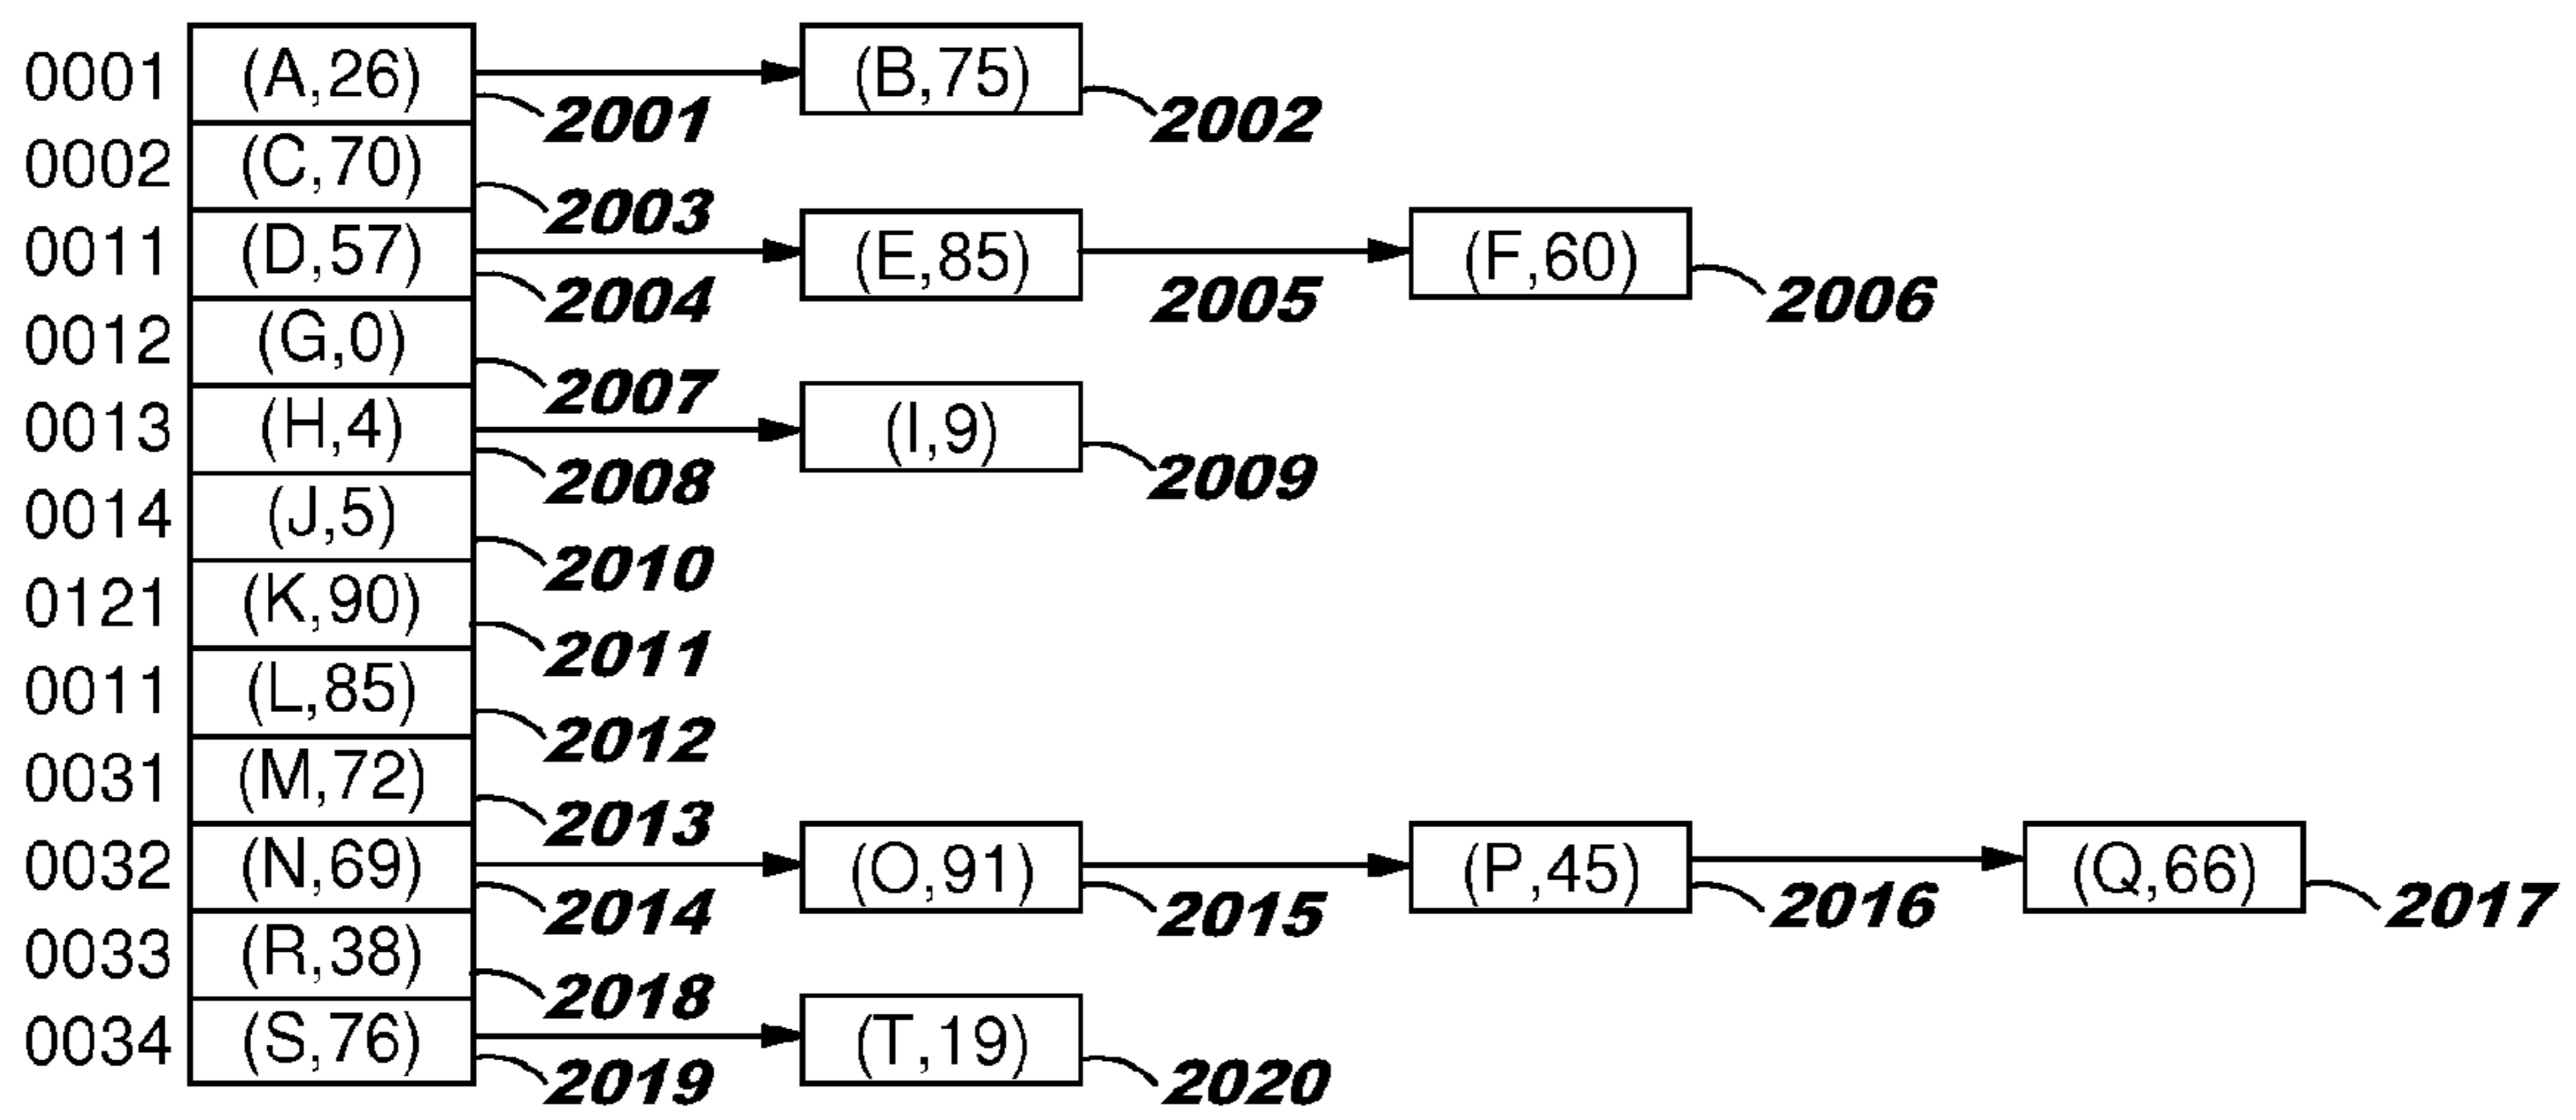 0001 (A,26) (B,75)
2001 2002
0002 (C,70)
2003
0011 (D,57) (E,85) (F,60)
2004 2005 2006
0012 (G,0)
2007
0013 (H,4) (I,9)
2008 2009
0014 (J,5)
2010
0121 (K,90)
2011
0011 (L,85)
2012
0031 (M,72)
2013
0032 (N,69) (O,91) (P,45) (Q,66)
2014 2015 2016 2017
0033 (R,38)
2018
0034 (S,76) (T,19)
2019 2020